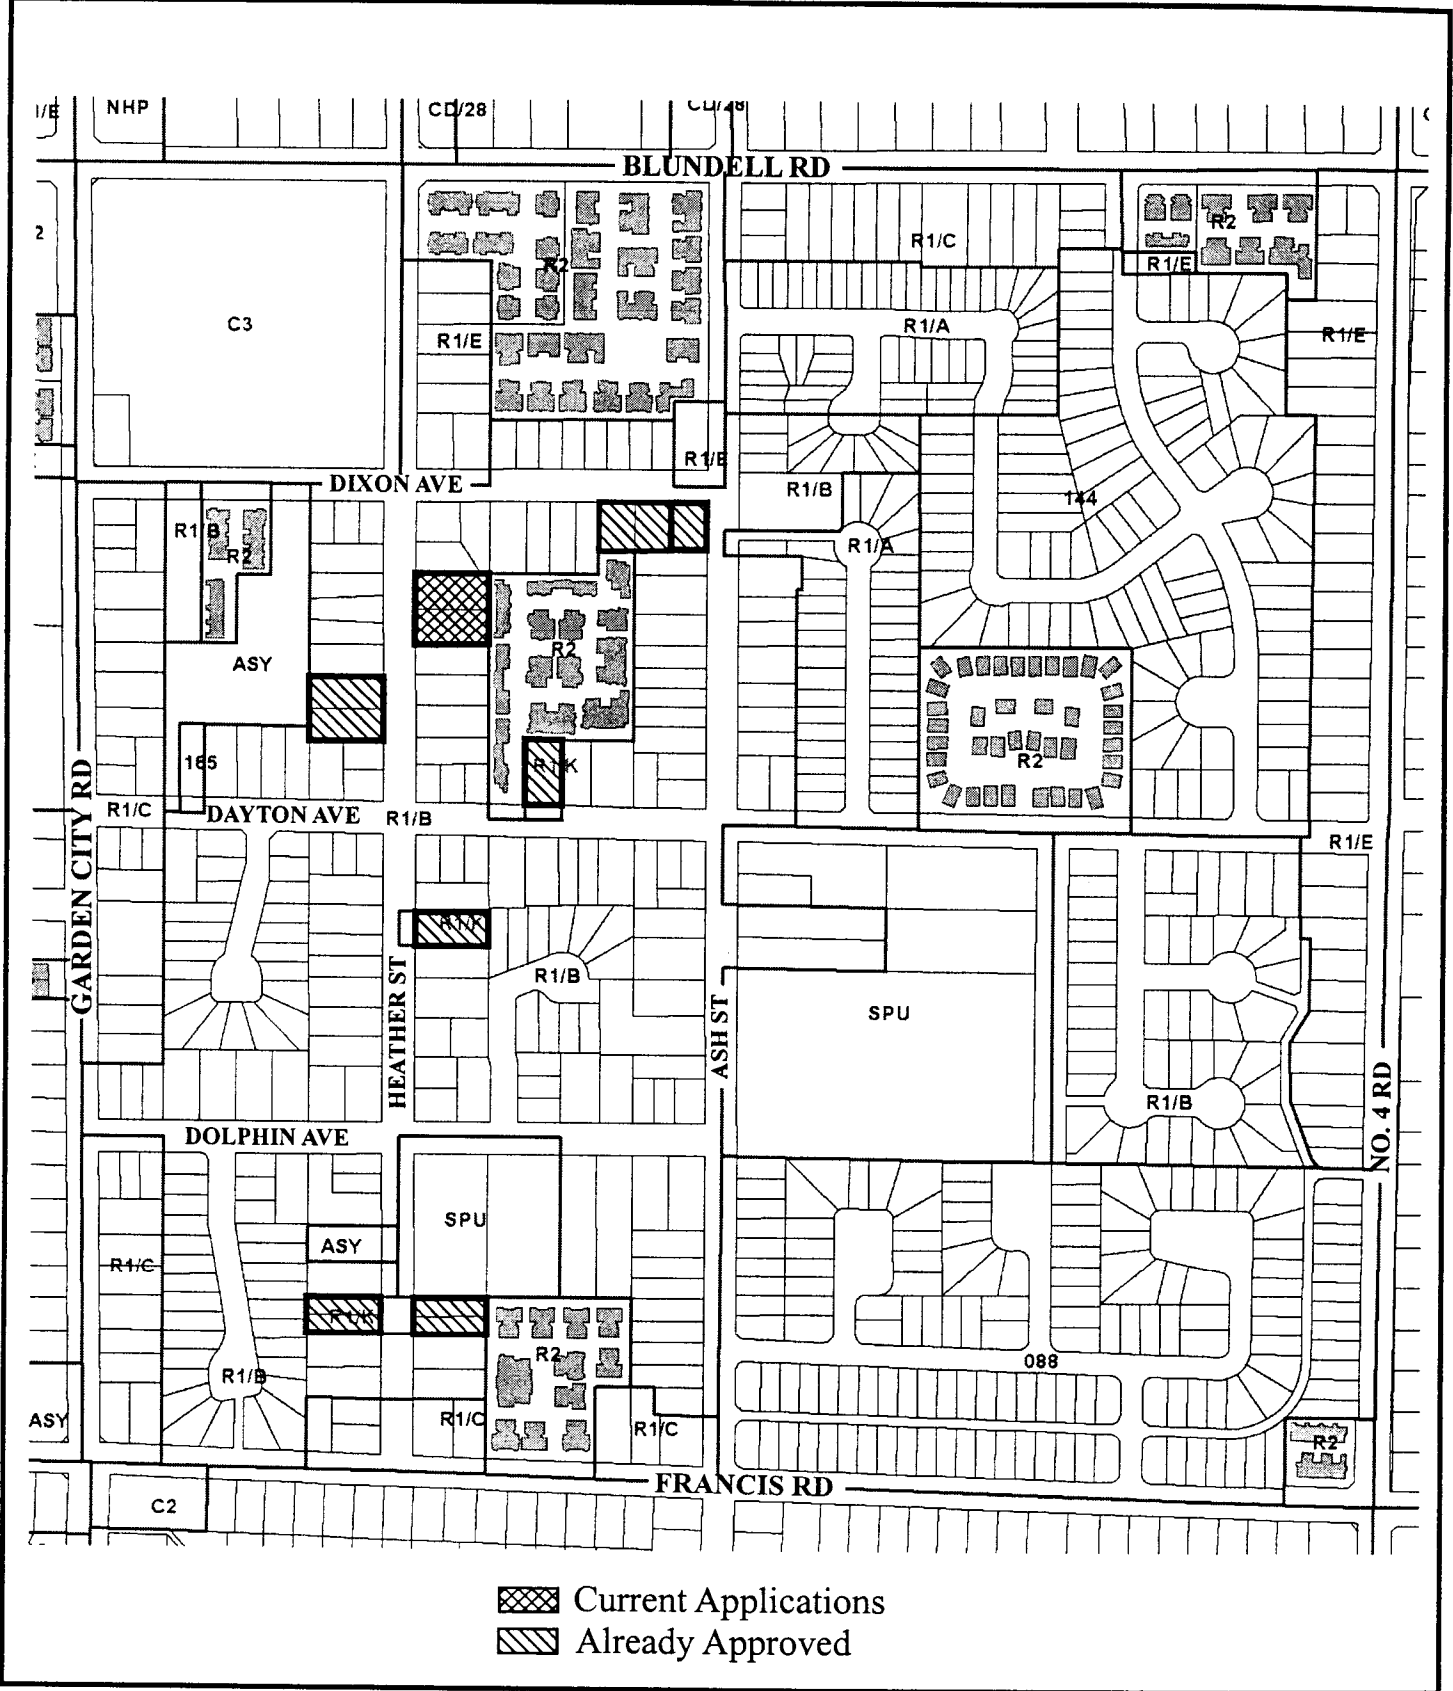 I/E
NHP
CD/28
CD/28
BLUNDELL RD
2
R2
R1/C
R2
R1/E
C3
R1/E
R1/A
R1/E
R1/E
DIXON AVE
R1/B
144
R1/B
R2
R1/A
R2
ASY
R2
165
R1/K
R1/C
DAYTON AVE
R1/B
R1/E
GARDEN CITY RD
R1/K
HEATHER ST
R1/B
ASH ST
SPU
R1/B
NO. 4 RD
DOLPHIN AVE
SPU
ASY
R1/C
R1/K
R2
088
R1/B
ASY
R1/C
R1/C
R2
FRANCIS RD
C2
Current Applications
Already Approved